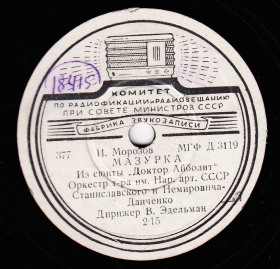 18415
КОМИТЕТ
ПО РАДИОФИКАЦИИ и РАДИОВЕЩАНИЮ
ПРИ СОВЕТЕ МИНИСТРОВ СССР
ФАБРИКА ЗВУКОЗАПИСИ
377 И. Морозов МГФ Д 3119
МАЗУРКА
Из сюиты „Доктор Айболит"
Оркестр т-ра им. Нар. арт. СССР
Станиславского и Немировича-
Данченко
Дирижер В. Эдельман
2-15